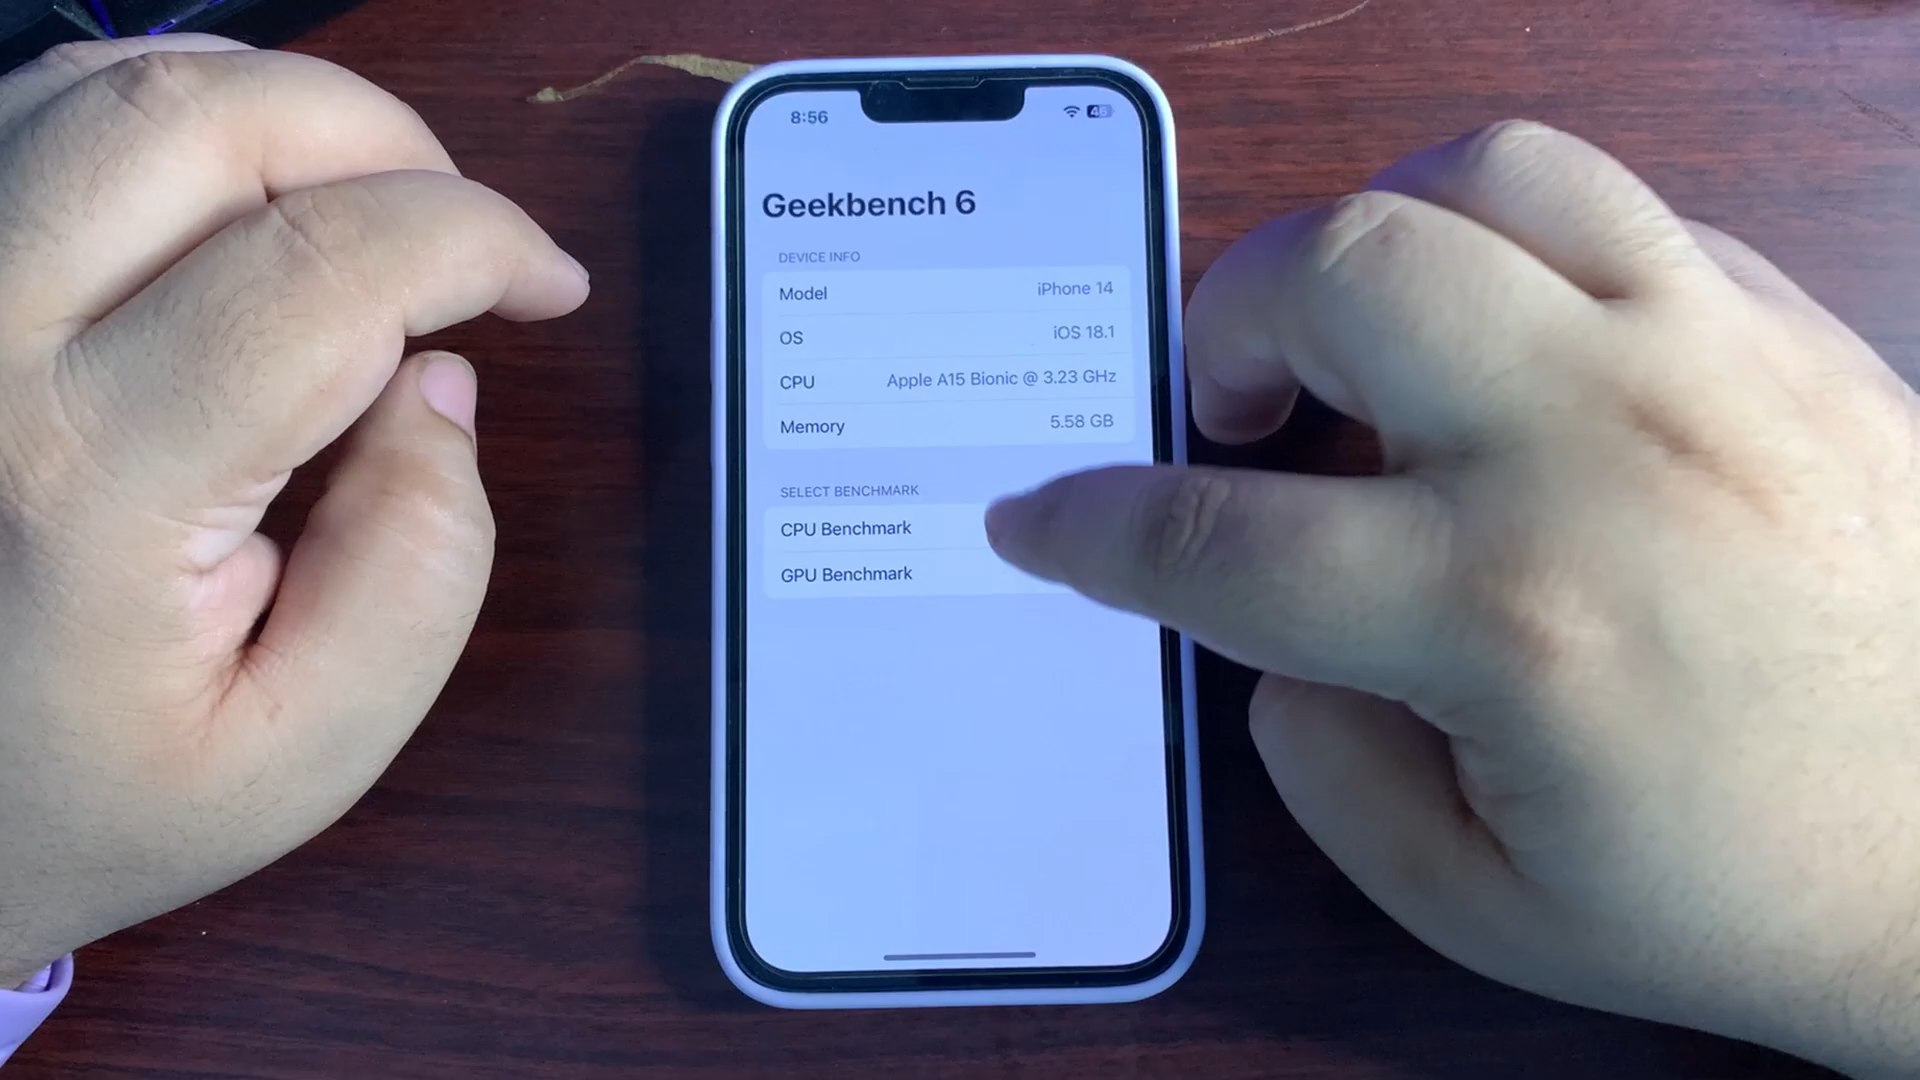 8:56
46
Geekbench 6
DEVICE INFO
Model iPhone 14
OS iOS 18.1
CPU Apple A15 Bionic @ 3.23 GHz
Memory 5.58 GB
SELECT BENCHMARK
CPU Benchmark
GPU Benchmark